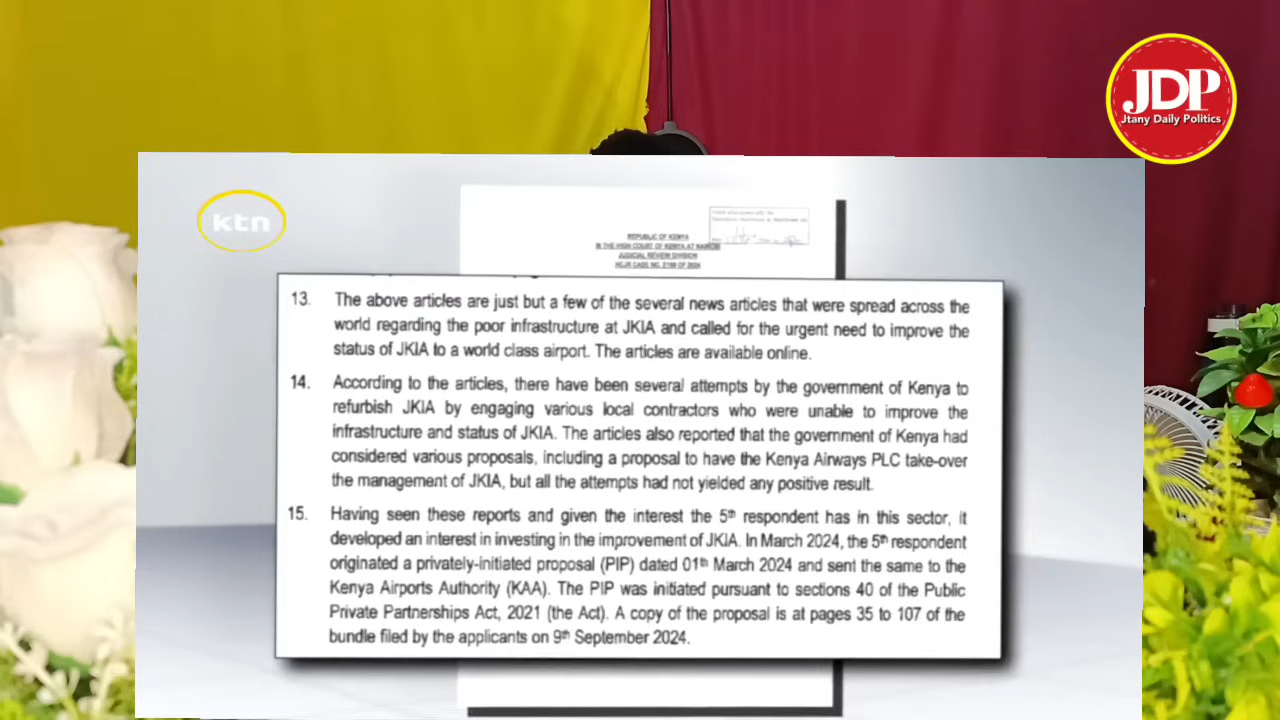 JDP
Jtany Daily Politics
ktn
REPUBLIC OF KENYA
IN THE HIGH COURT OF KENYA AT NAIROBI
JUDICIAL REVIEW DIVISION
13. The above articles are just but a few of the several news articles that were spread across the
world regarding the poor infrastructure at JKIA and called for the urgent need to improve the
status of JKIA to a world class airport. The articles are available online.
14. According to the articles, there have been several attempts by the government of Kenya to
refurbish JKIA by engaging various local contractors who were unable to improve the
infrastructure and status of JKIA. The articles also reported that the government of Kenya had
considered various proposals, including a proposal to have the Kenya Airways PLC take-over
the management of JKIA, but all the attempts had not yielded any positive result.
15. Having seen these reports and given the interest the 5th respondent has in this sector, it
developed an interest in investing in the improvement of JKIA. In March 2024, the 5th respondent
originated a privately-initiated proposal (PIP) dated 01th March 2024 and sent the same to the
Kenya Airports Authority (KAA). The PIP was initiated pursuant to sections 40 of the Public
Private Partnerships Act, 2021 (the Act). A copy of the proposal is at pages 35 to 107 of the
bundle filed by the applicants on 9th September 2024.